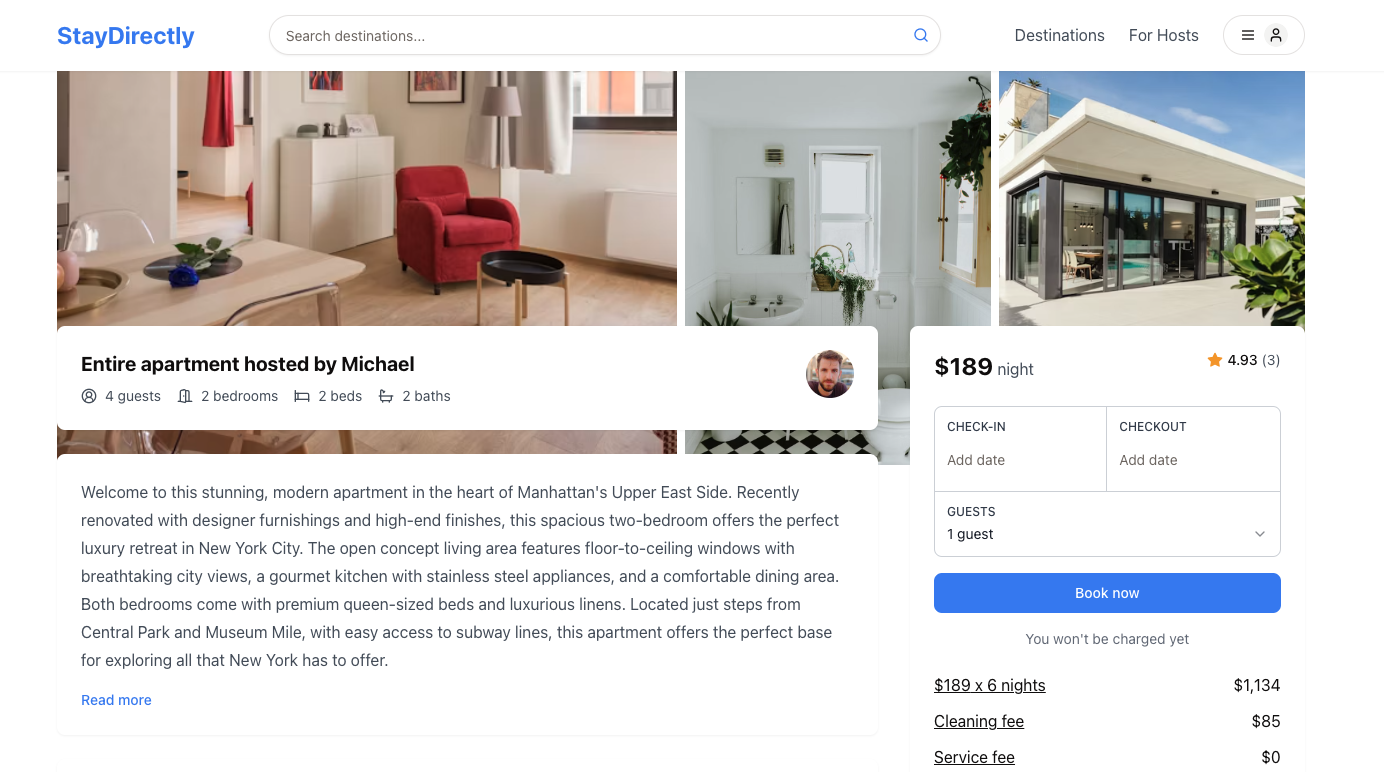 StayDirectly
Search destinations...
Destinations
For Hosts
Entire apartment hosted by Michael
4 guests
2 bedrooms
2 beds
2 baths
Welcome to this stunning, modern apartment in the heart of Manhattan's Upper East Side. Recently
renovated with designer furnishings and high-end finishes, this spacious two-bedroom offers the perfect
luxury retreat in New York City. The open concept living area features floor-to-ceiling windows with
breathtaking city views, a gourmet kitchen with stainless steel appliances, and a comfortable dining area.
Both bedrooms come with premium queen-sized beds and luxurious linens. Located just steps from
Central Park and Museum Mile, with easy access to subway lines, this apartment offers the perfect base
for exploring all that New York has to offer.
Read more
$189 night
4.93 (3)
CHECK-IN
Add date
CHECKOUT
Add date
GUESTS
1 guest
Book now
You won't be charged yet
$189 x 6 nights $1,134
Cleaning fee $85
Service fee $0